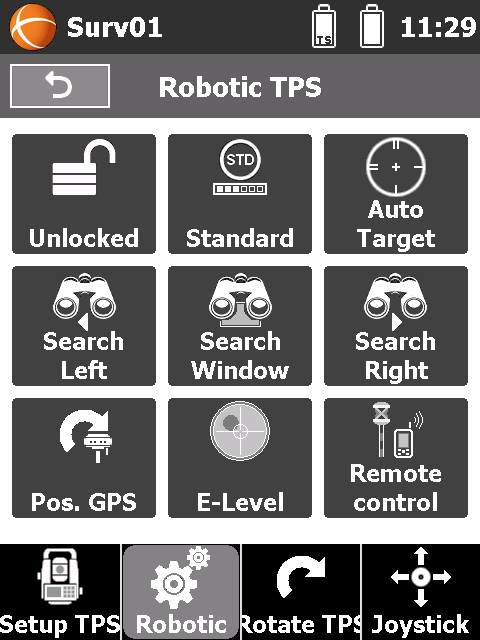 Surv01
TS
11:29
Robotic TPS
Unlocked
STD
Standard
Auto
Target
Search
Left
Search
Window
Search
Right
Pos. GPS
E-Level
Remote
control
Setup TPS
Robotic
Rotate TPS
Joystick